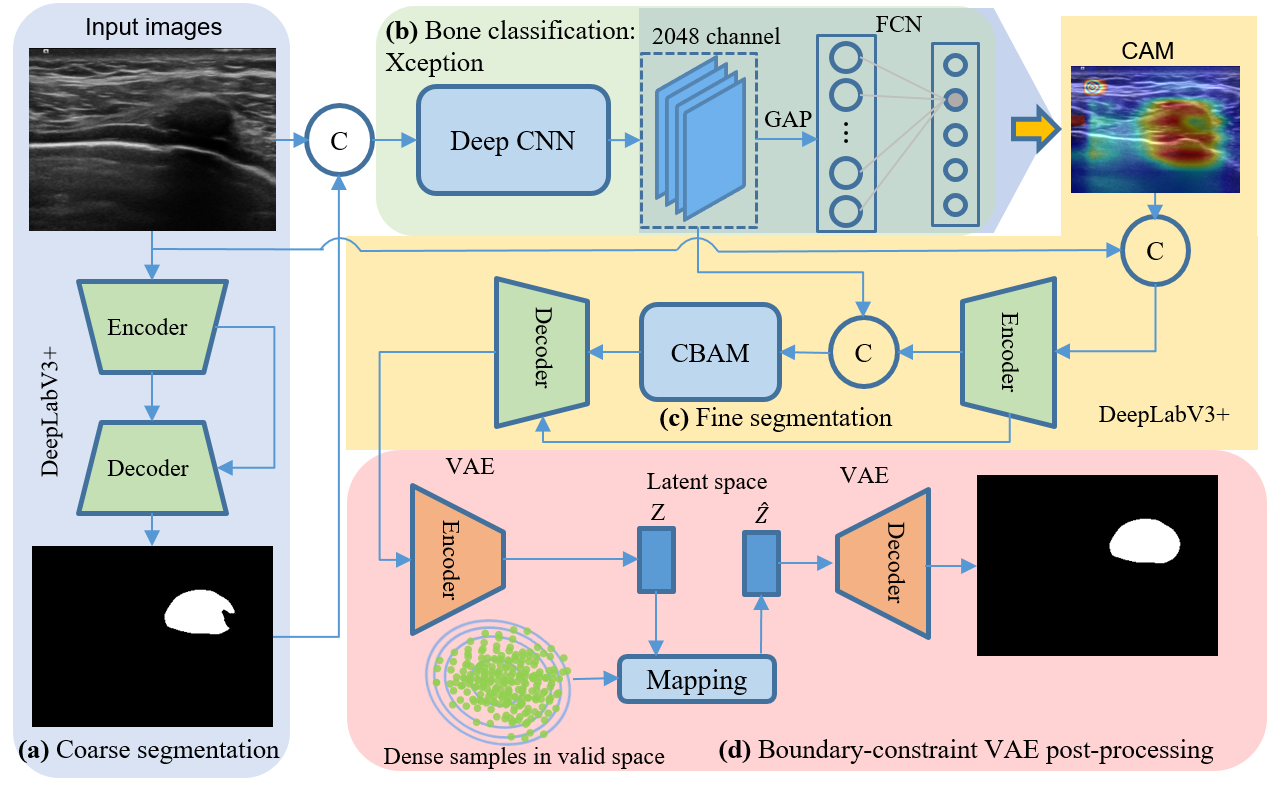 Input images
C
Encoder
Decoder
DeepLabV3+
(a) Coarse segmentation
(b) Bone classification:
Xception
Deep CNN
2048 channel
GAP
FCN
CAM
C
Encoder
C
CBAM
Decoder
(c) Fine segmentation
DeepLabV3+
VAE
Encoder
Latent space
Z
Ẑ
VAE
Decoder
Mapping
Dense samples in valid space
(d) Boundary-constraint VAE post-processing